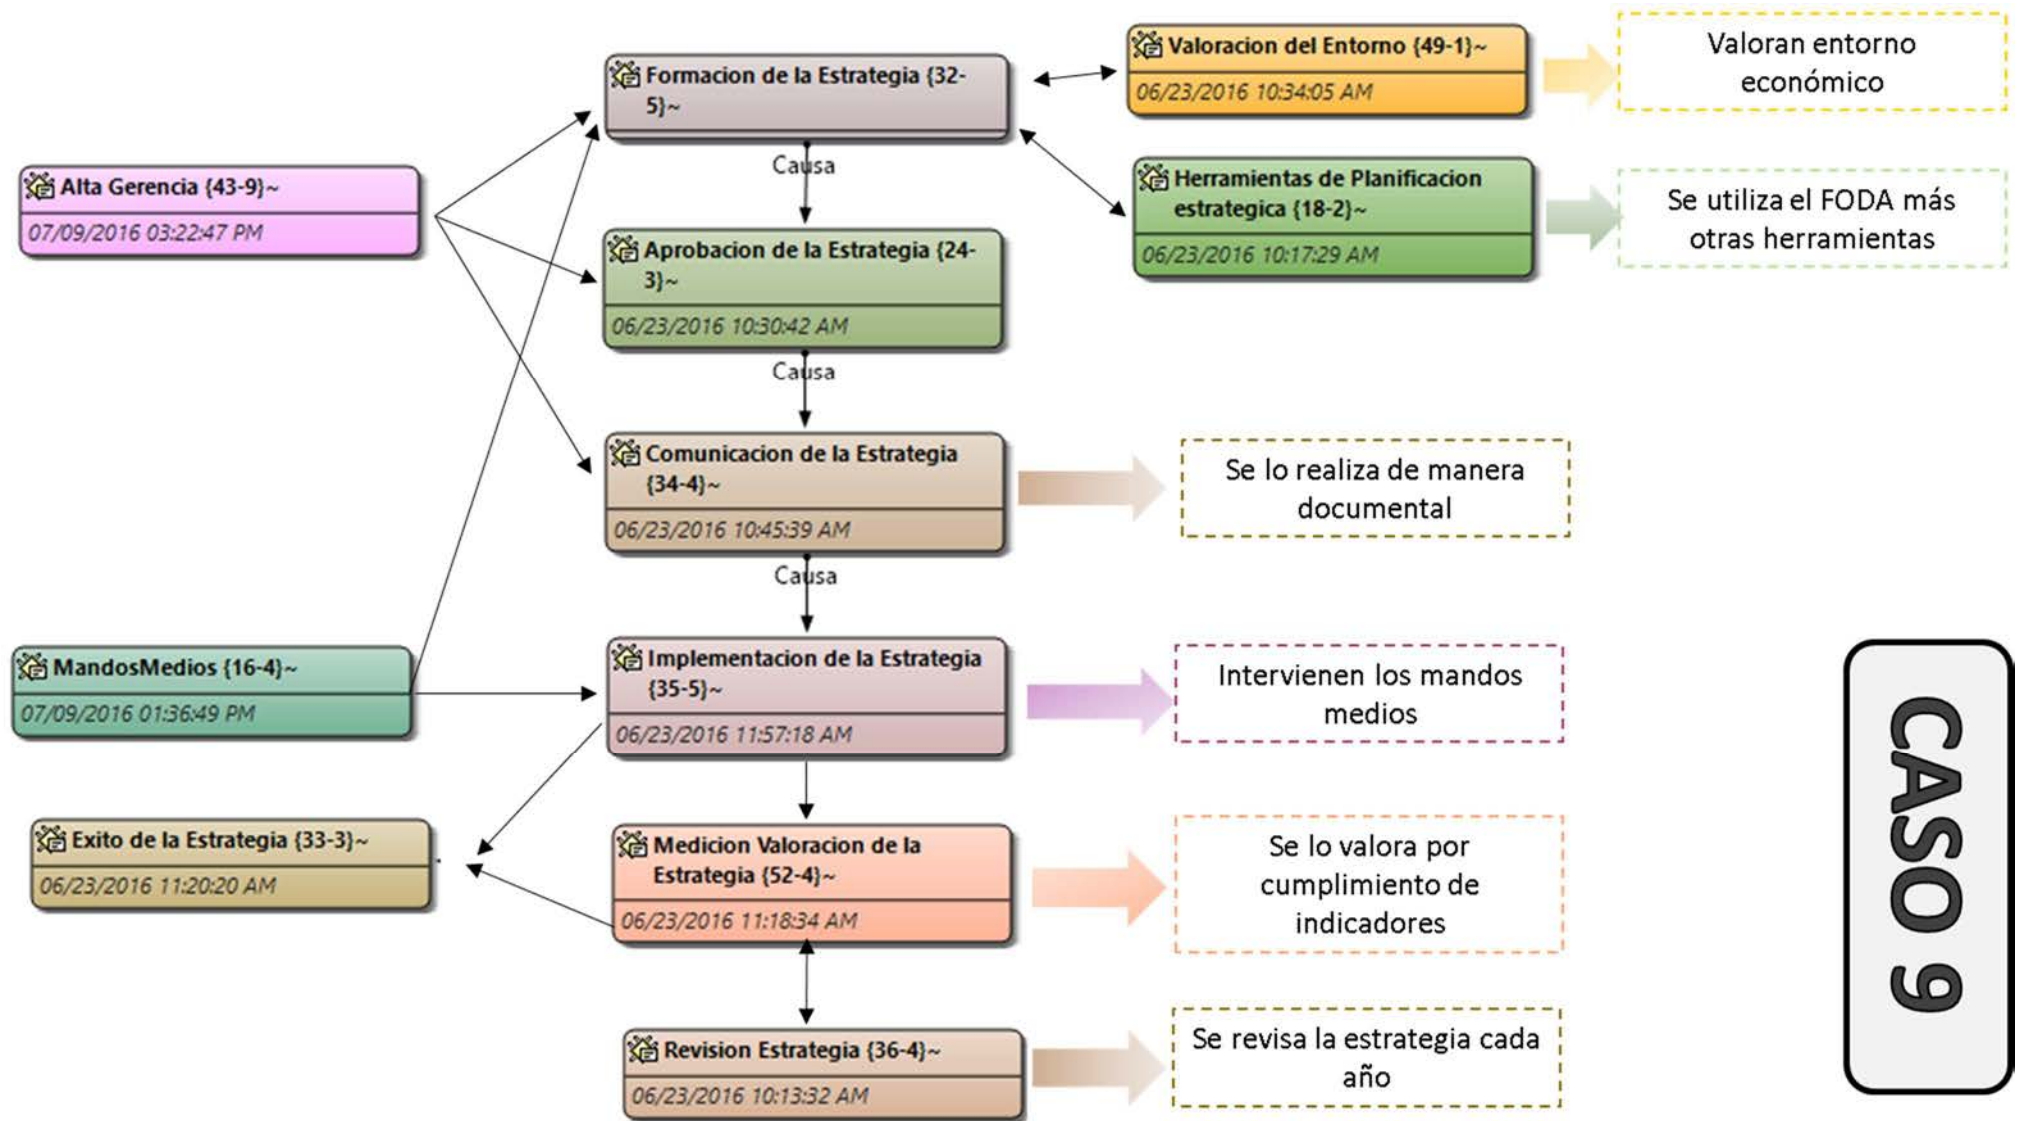 Formacion de la Estrategia {32-
5}~
Valoracion del Entorno {49-1}~
06/23/2016 10:34:05 AM
Valoran entorno
económico
Causa
Alta Gerencia {43-9}~
07/09/2016 03:22:47 PM
Herramientas de Planificacion
estrategica {18-2}~
06/23/2016 10:17:29 AM
Se utiliza el FODA más
otras herramientas
Aprobacion de la Estrategia {24-
3}~
06/23/2016 10:30:42 AM
Causa
Comunicacion de la Estrategia
{34-4}~
06/23/2016 10:45:39 AM
Se lo realiza de manera
documental
Causa
MandosMedios {16-4}~
07/09/2016 01:36:49 PM
Implementacion de la Estrategia
{35-5}~
06/23/2016 11:57:18 AM
Intervienen los mandos
medios
Exito de la Estrategia {33-3}~
06/23/2016 11:20:20 AM
Medicion Valoracion de la
Estrategia {52-4}~
06/23/2016 11:18:34 AM
Se lo valora por
cumplimiento de
indicadores
Revision Estrategia {36-4}~
06/23/2016 10:13:32 AM
Se revisa la estrategia cada
año
CASO 9